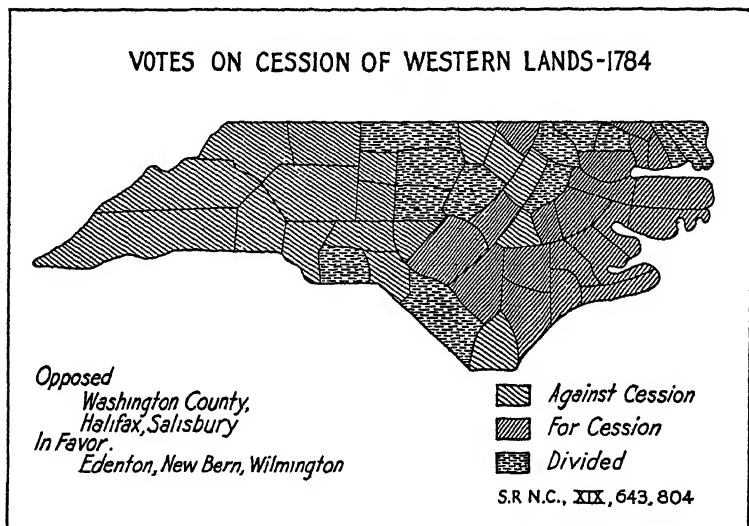 VOTES ON CESSION OF WESTERN LANDS-1784
Opposed
Washington County,
Halifax, Salisbury
In Favor.
Edenton, New Bern, Wilmington
Against Cession
For Cession
Divided
S.R N.C., XIX, 643, 804